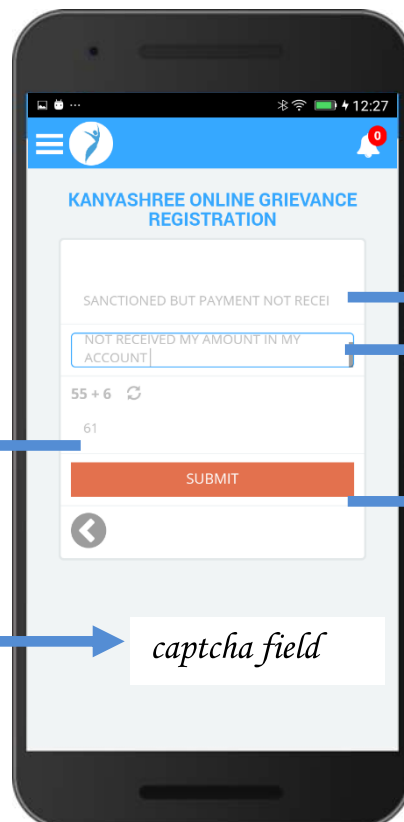 12:27
0
KANYASHREE ONLINE GRIEVANCE
REGISTRATION
SANCTIONED BUT PAYMENT NOT RECEI
NOT RECEIVED MY AMOUNT IN MY
ACCOUNT
55 + 6
61
SUBMIT
captcha field